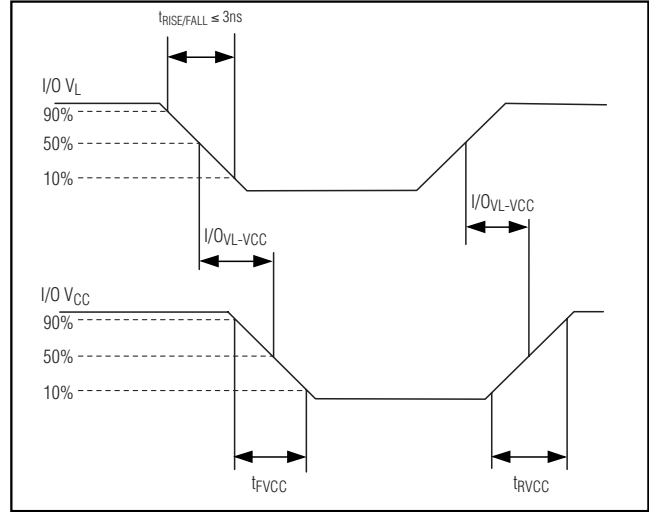 tRISE/FALL ≤ 3ns
I/O VL
90%
50%
10%
I/OVL-VCC
I/OVL-VCC
I/O VCC
90%
50%
10%
tFVCC
tRVCC